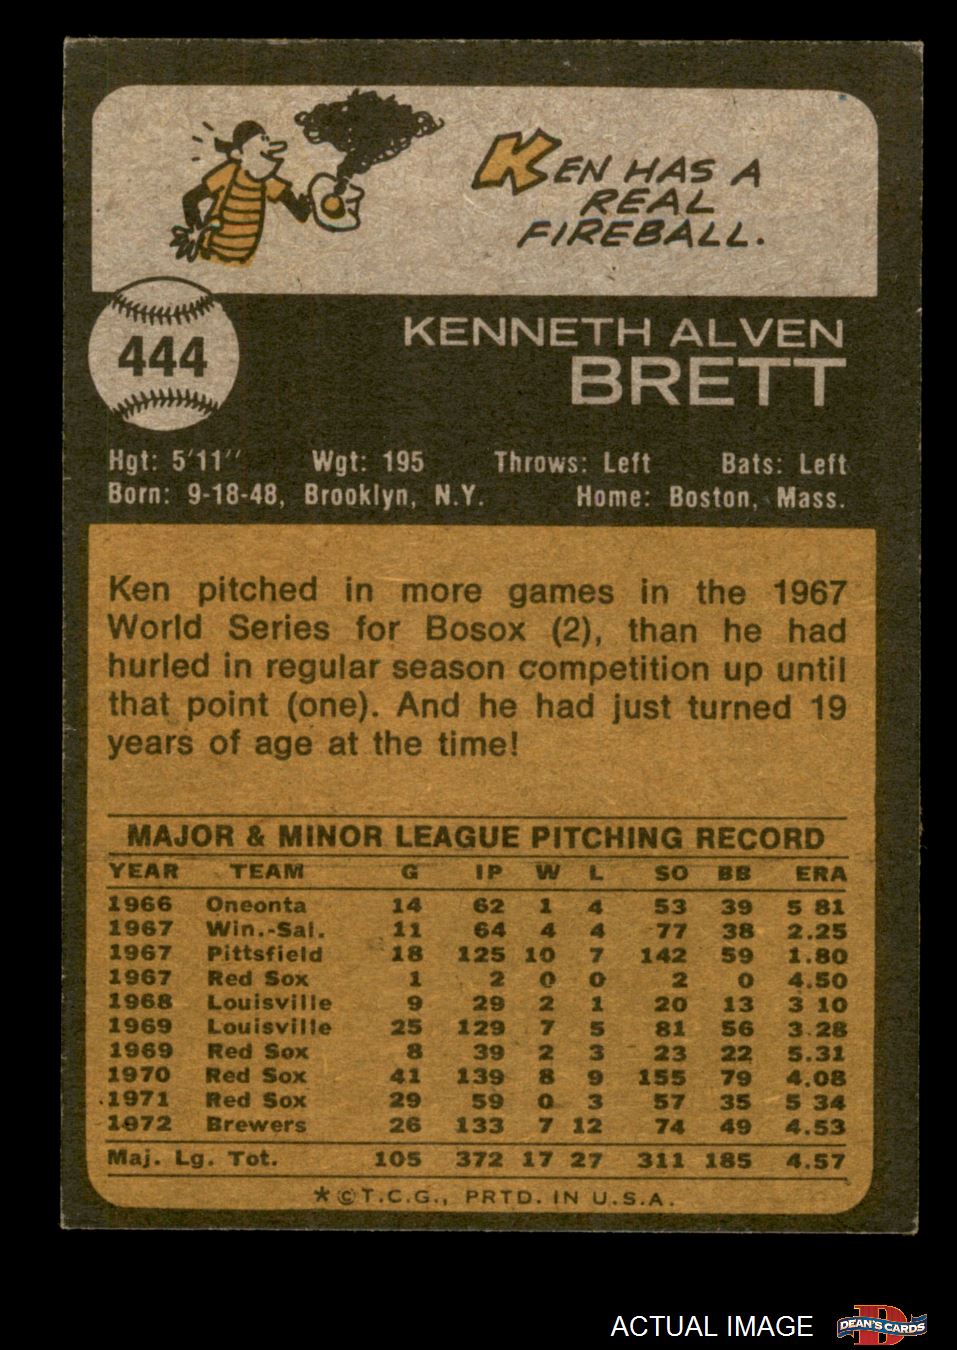 KEN HAS A
REAL
FIREBALL.
444
KENNETH ALVEN
BRETT
Hgt: 5'11" Wgt: 195 Throws: Left Bats: Left
Born: 9-18-48, Brooklyn, N.Y. Home: Boston, Mass.
Ken pitched in more games in the 1967
World Series for Bosox (2), than he had
hurled in regular season competition up until
that point (one). And he had just turned 19
years of age at the time!
MAJOR & MINOR LEAGUE PITCHING RECORD
YEAR TEAM G IP W L SO BB ERA
1966 Oneonta 14 62 1 4 53 39 5 81
1967 Win.-Sal. 11 64 4 4 77 38 2.25
1967 Pittsfield 18 125 10 7 142 59 1.80
1967 Red Sox 1 2 0 0 2 0 4.50
1968 Louisville 9 29 2 1 20 13 3 10
1969 Louisville 25 129 7 5 81 56 3.28
1969 Red Sox 8 39 2 3 23 22 5.31
1970 Red Sox 41 139 8 9 155 79 4.08
1971 Red Sox 29 59 0 3 57 35 5 34
1972 Brewers 26 133 7 12 74 49 4.53
Maj. Lg. Tot. 105 372 17 27 311 185 4.57
*©T.C.G., PRTD. IN U.S.A.
ACTUAL IMAGE
D
DEAN'S CARDS